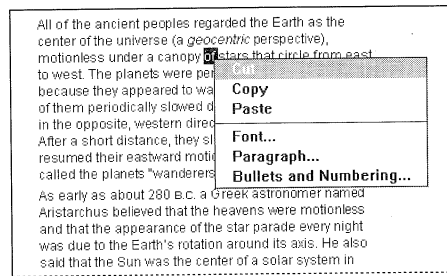 All of the ancient peoples regarded the Earth as the
center of the universe (a geocentric perspective),
motionless under a canopy of stars that circle from east
to west. The planets were per
because they appeared to wa
of them periodically slowed d
in the opposite, western direc
After a short distance, they sl
resumed their eastward motio
called the planets "wanderers
Cut
Copy
Paste
Font...
Paragraph...
Bullets and Numbering...
As early as about 280 B.C. a Greek astronomer named
Aristarchus believed that the heavens were motionless
and that the appearance of the star parade every night
was due to the Earth's rotation around its axis. He also
said that the Sun was the center of a solar system in